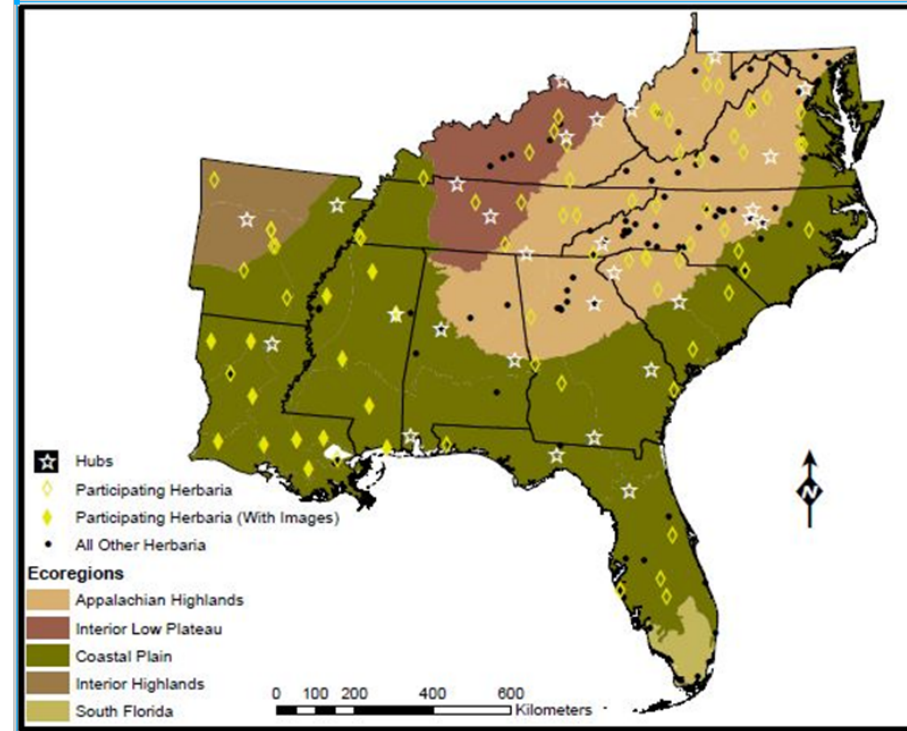 N
Hubs
Participating Herbaria
Participating Herbaria (With Images)
All Other Herbaria
Ecoregions
Appalachian Highlands
Interior Low Plateau
Coastal Plain
Interior Highlands
South Florida
0 100 200 400 600
Kilometers